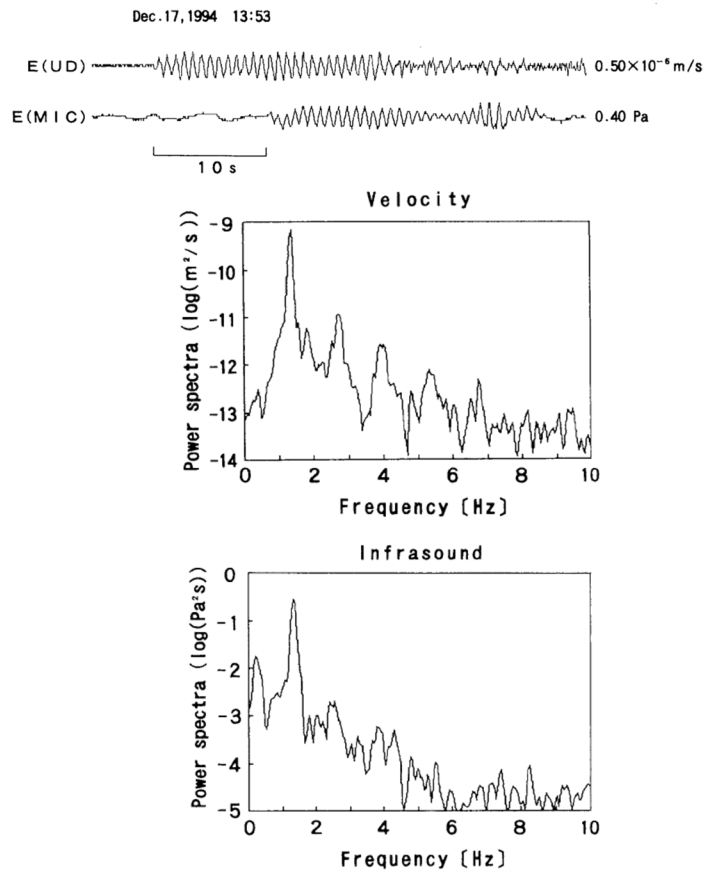 Dec.17,1994 13:53
E(UD) 0.50×10⁻⁶m/s
E(MIC) 0.40 Pa
10s
Velocity
Power spectra (log(m²/s))
-9
-10
-11
-12
-13
-14
0 2 4 6 8 10
Frequency [Hz]
Infrasound
Power spectra (log(Pa²s))
0
-1
-2
-3
-4
-5
0 2 4 6 8 10
Frequency [Hz]